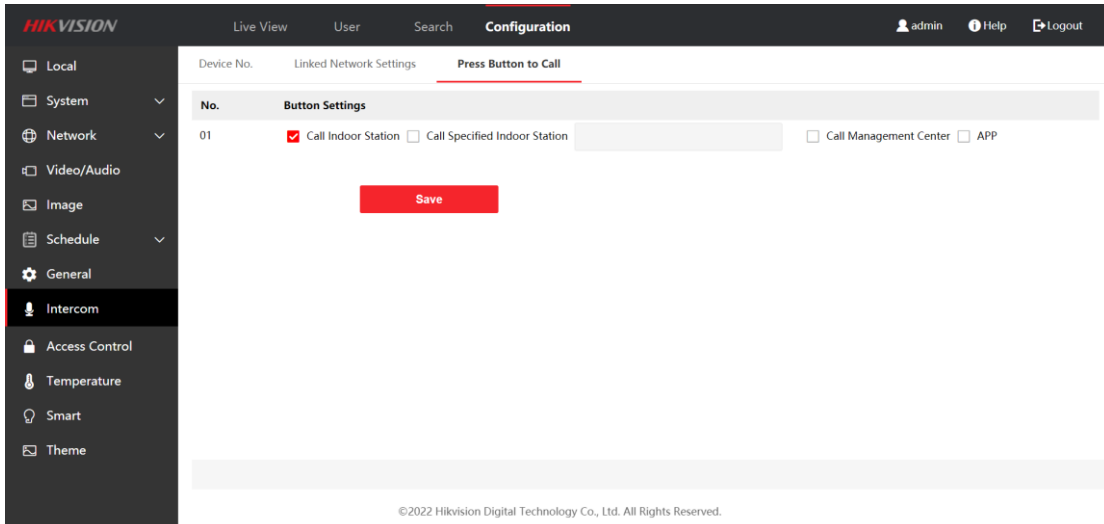 HIKVISION
Live View
User
Search
Configuration
admin
Help
Logout
Local
System
Network
Video/Audio
Image
Schedule
General
Intercom
Access Control
Temperature
Smart
Theme
Device No.
Linked Network Settings
Press Button to Call
No. Button Settings
01 Call Indoor Station Call Specified Indoor Station Call Management Center APP
Save
©2022 Hikvision Digital Technology Co., Ltd. All Rights Reserved.